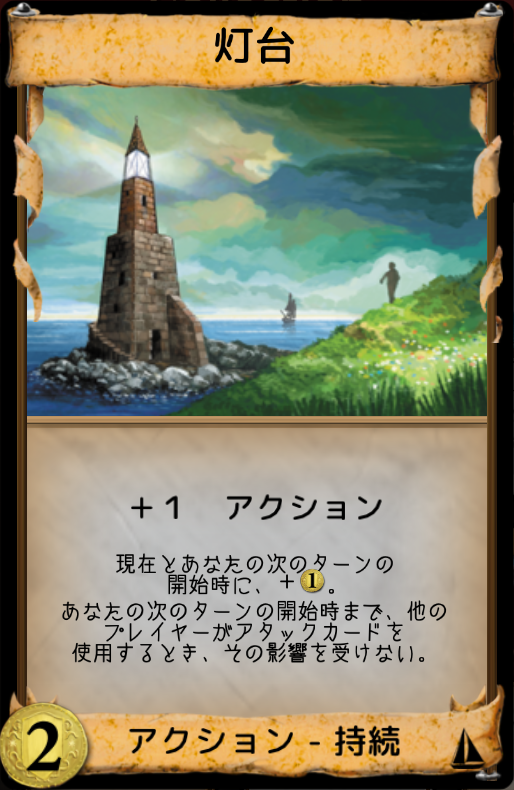 灯台
+1 アクション
現在とあなたの次のターンの
開始時に、+1。
あなたの次のターンの開始時まで、他の
プレイヤーがアタックカードを
使用するとき、その影響を受けない。
2
アクション - 持続